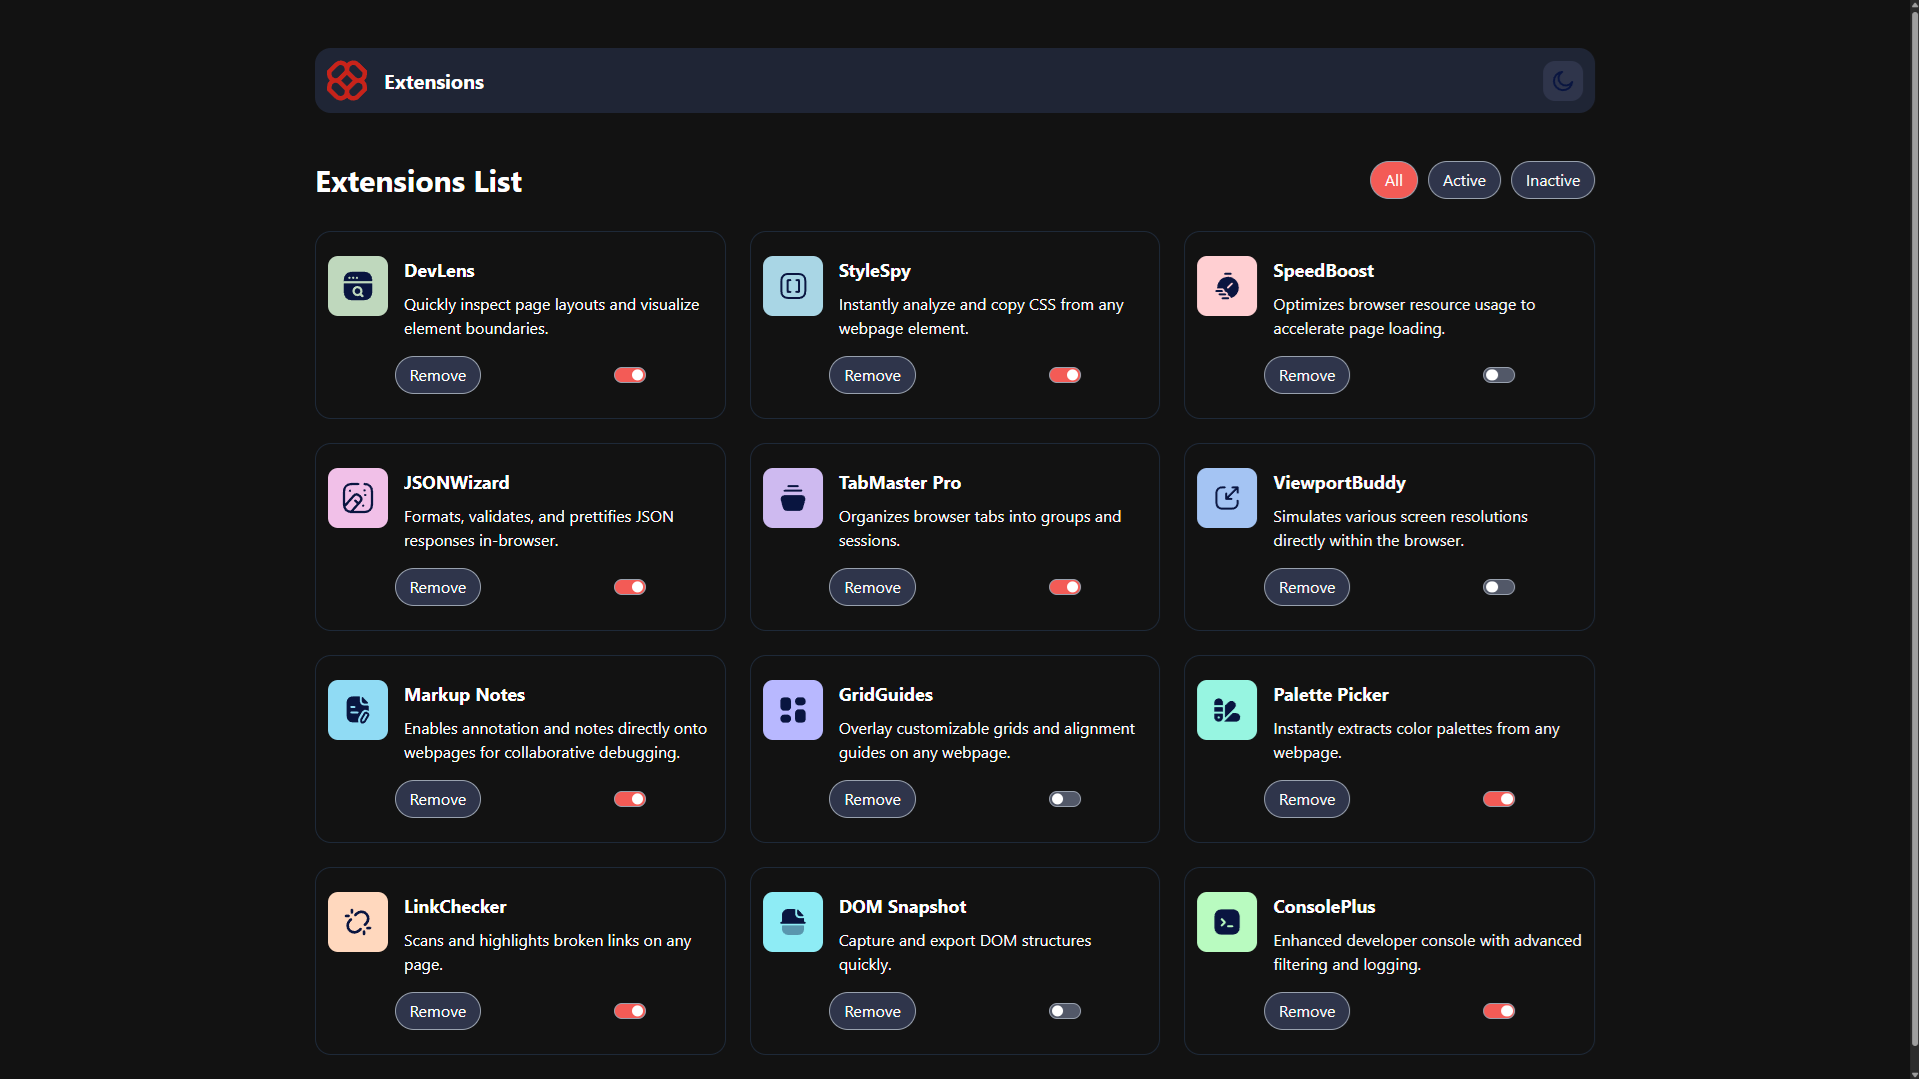 Extensions
Extensions List
All
Active
Inactive
DevLens
Quickly inspect page layouts and visualize
element boundaries.
Remove
StyleSpy
Instantly analyze and copy CSS from any
webpage element.
Remove
SpeedBoost
Optimizes browser resource usage to
accelerate page loading.
Remove
JSONWizard
Formats, validates, and prettifies JSON
responses in-browser.
Remove
TabMaster Pro
Organizes browser tabs into groups and
sessions.
Remove
ViewportBuddy
Simulates various screen resolutions
directly within the browser.
Remove
Markup Notes
Enables annotation and notes directly onto
webpages for collaborative debugging.
Remove
GridGuides
Overlay customizable grids and alignment
guides on any webpage.
Remove
Palette Picker
Instantly extracts color palettes from any
webpage.
Remove
LinkChecker
Scans and highlights broken links on any
page.
Remove
DOM Snapshot
Capture and export DOM structures
quickly.
Remove
ConsolePlus
Enhanced developer console with advanced
filtering and logging.
Remove